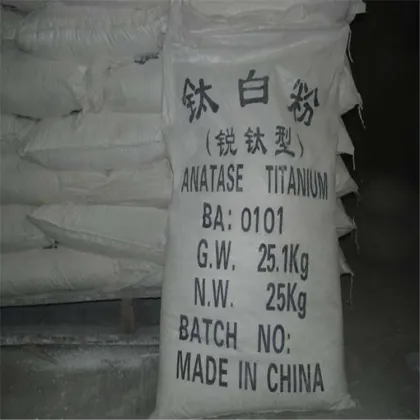 钛白粉
(锐钛型)
ANATASE TITANIUM
BA: 0101
G.W. 25.1Kg
N.W. 25Kg
BATCH NO:
MADE IN CHINA